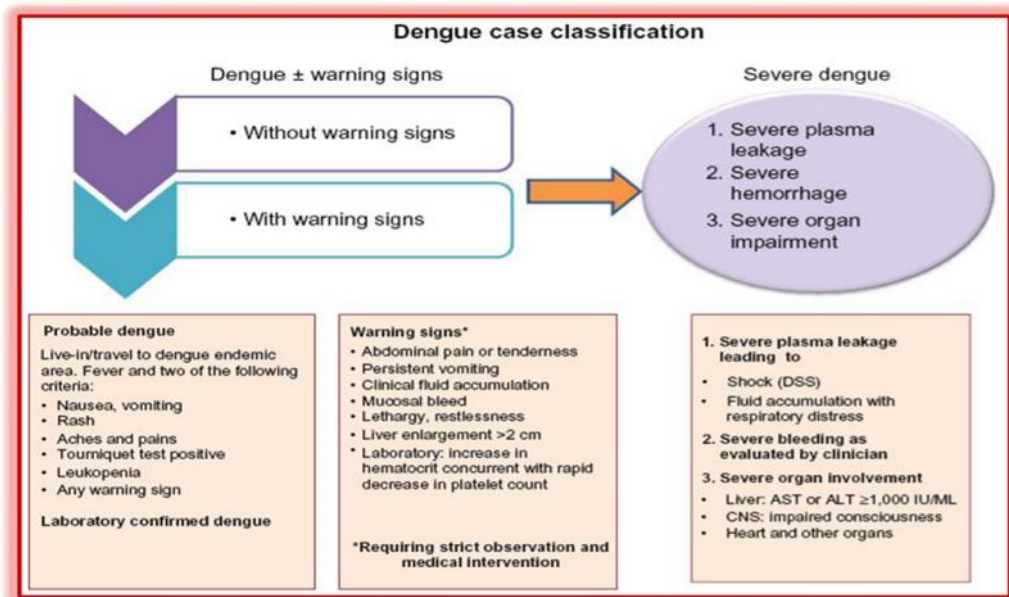 Dengue case classification
Dengue ± warning signs
• Without warning signs
• With warning signs
Severe dengue
1. Severe plasma
leakage
2. Severe
hemorrhage
3. Severe organ
impairment
Probable dengue
Live-in/travel to dengue endemic
area. Fever and two of the following
criteria:
• Nausea, vomiting
• Rash
• Aches and pains
• Tourniquet test positive
• Leukopenia
• Any warning sign
Laboratory confirmed dengue
Warning signs*
• Abdominal pain or tenderness
• Persistent vomiting
• Clinical fluid accumulation
• Mucosal bleed
• Lethargy, restlessness
• Liver enlargement >2 cm
• Laboratory: increase in
hematocrit concurrent with rapid
decrease in platelet count
*Requiring strict observation and
medical intervention
1. Severe plasma leakage
leading to
• Shock (DSS)
• Fluid accumulation with
respiratory distress
2. Severe bleeding as
evaluated by clinician
3. Severe organ involvement
• Liver: AST or ALT ≥1,000 IU/ML
• CNS: impaired consciousness
• Heart and other organs